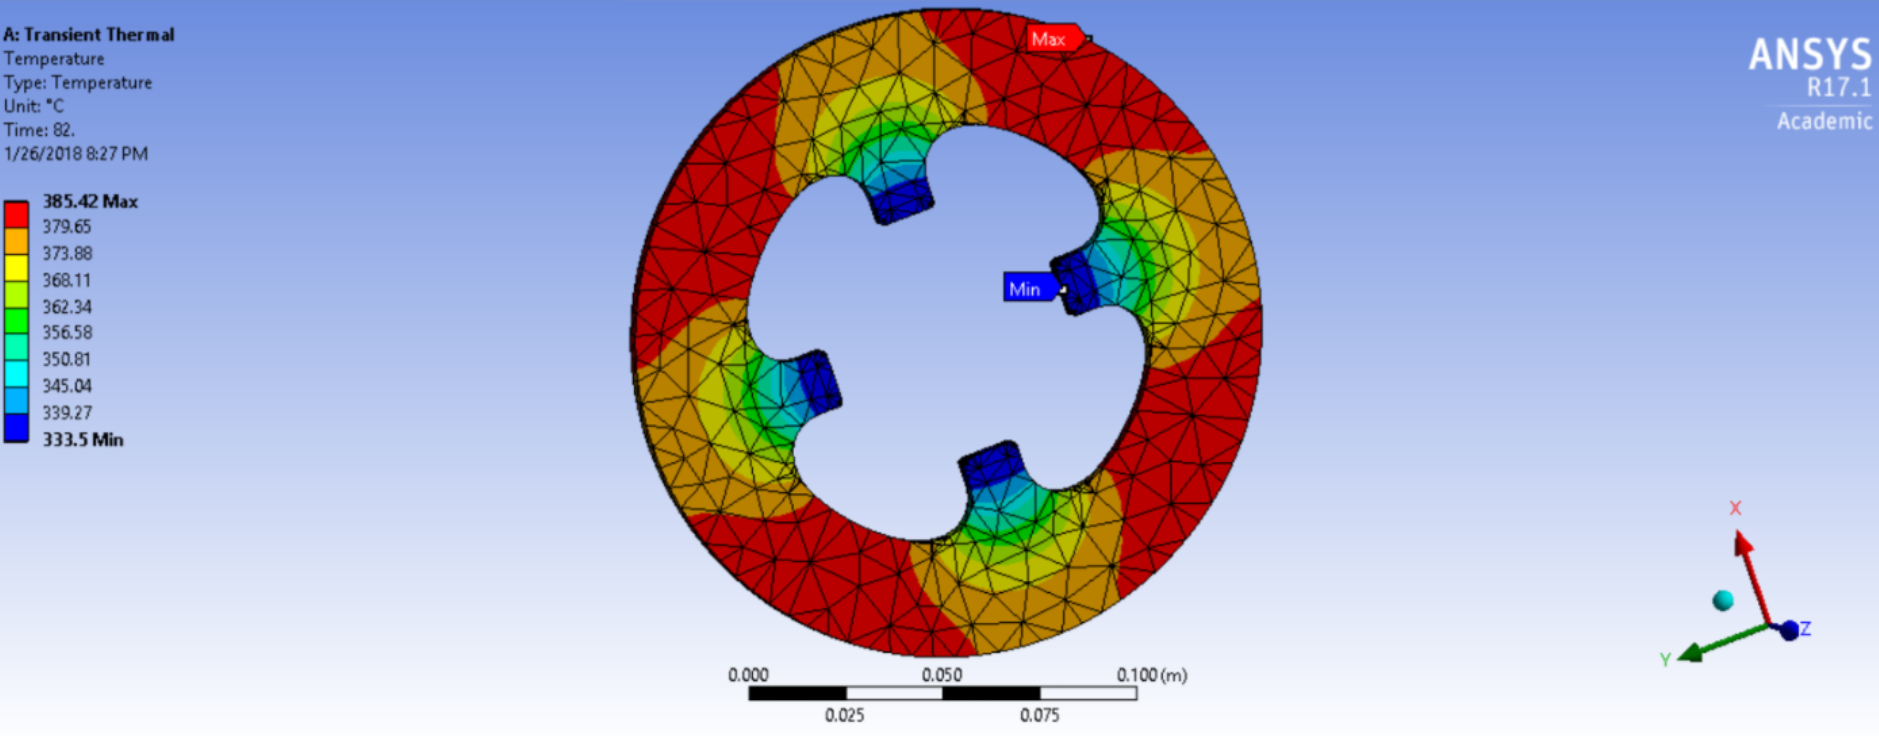 A: Transient Thermal
Temperature
Type: Temperature
Unit: °C
Time: 82.
1/26/2018 8:27 PM
385.42 Max
379.65
373.88
368.11
362.34
356.58
350.81
345.04
339.27
333.5 Min
Max
Min
ANSYS
R17.1
Academic
0.000 0.050 0.100 (m)
0.025 0.075
X
Y
Z